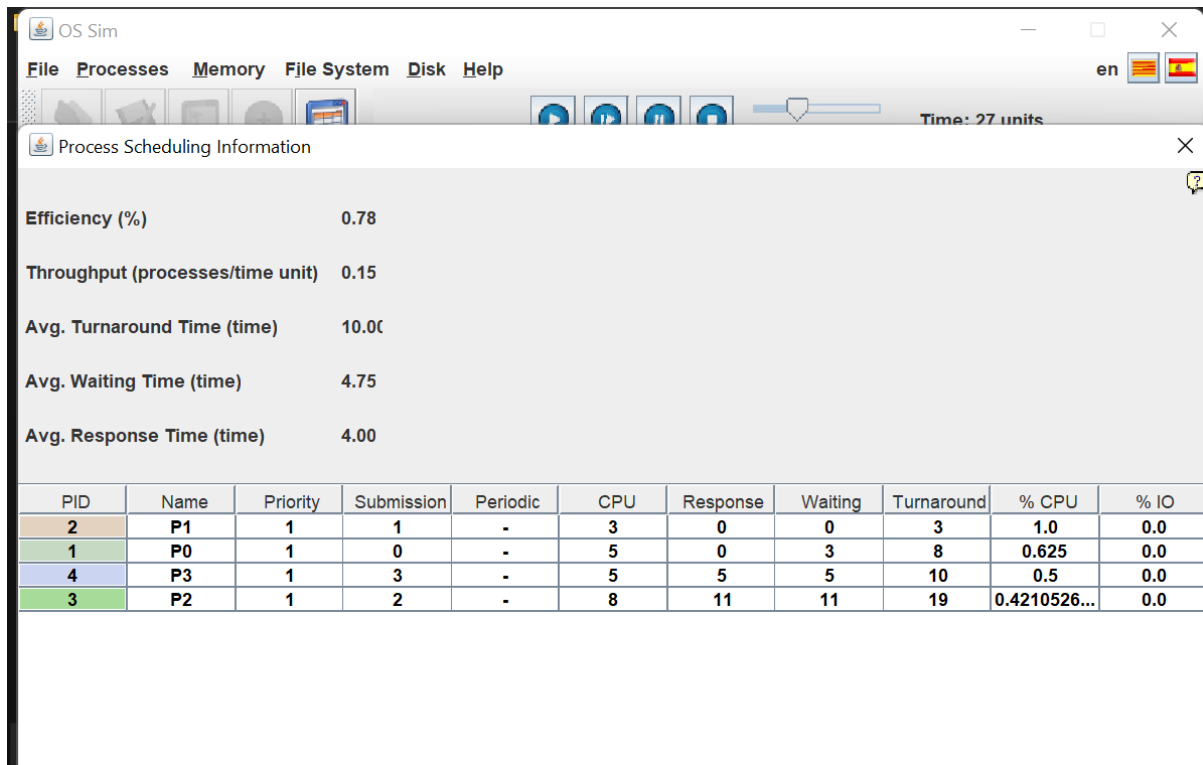 OS Sim
File Processes Memory File System Disk Help en
Time: 27 units
Process Scheduling Information
?
Efficiency (%) 0.78
Throughput (processes/time unit) 0.15
Avg. Turnaround Time (time) 10.00
Avg. Waiting Time (time) 4.75
Avg. Response Time (time) 4.00
PID Name Priority Submission Periodic CPU Response Waiting Turnaround % CPU % IO
2 P1 1 1 - 3 0 0 3 1.0 0.0
1 P0 1 0 - 5 0 3 8 0.625 0.0
4 P3 1 3 - 5 5 5 10 0.5 0.0
3 P2 1 2 - 8 11 11 19 0.4210526... 0.0